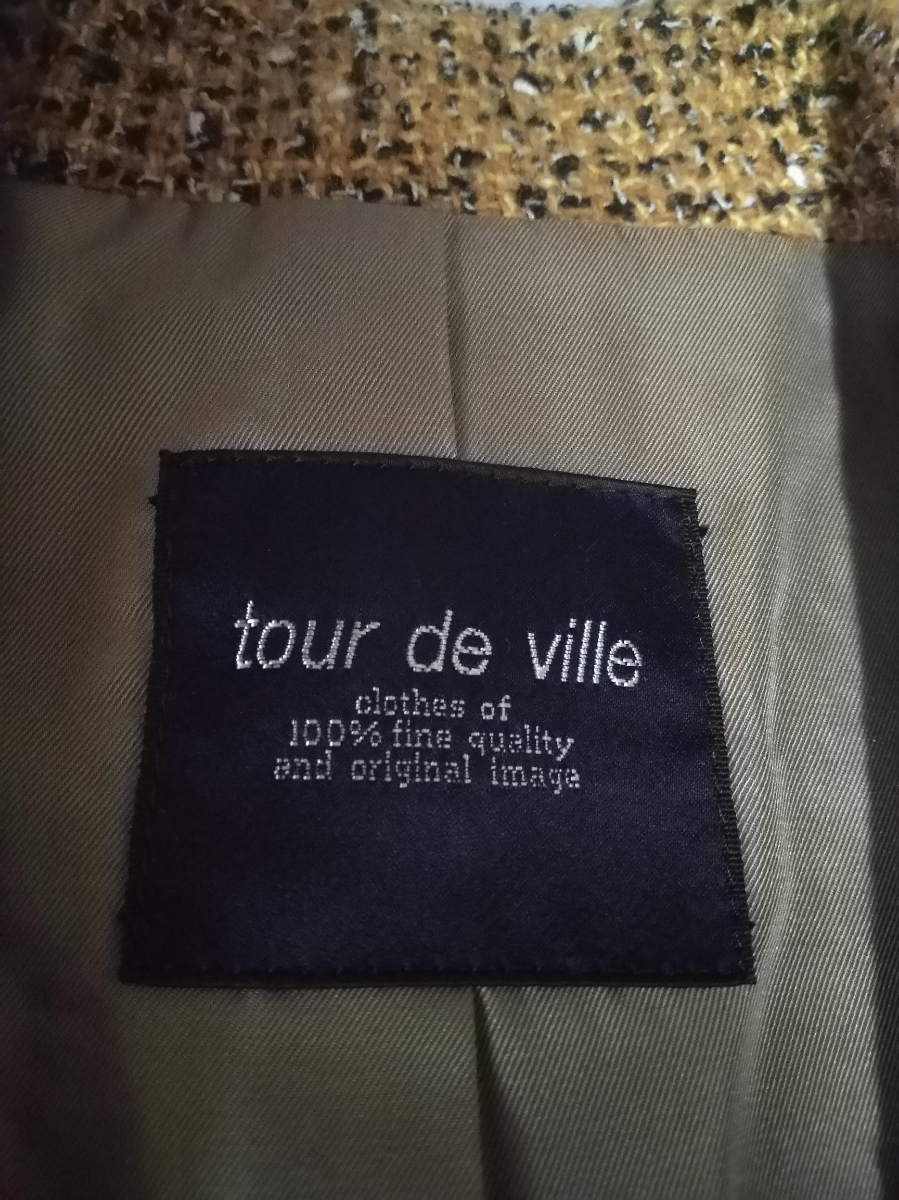 tour de ville
clothes of
100% fine quality
and original image